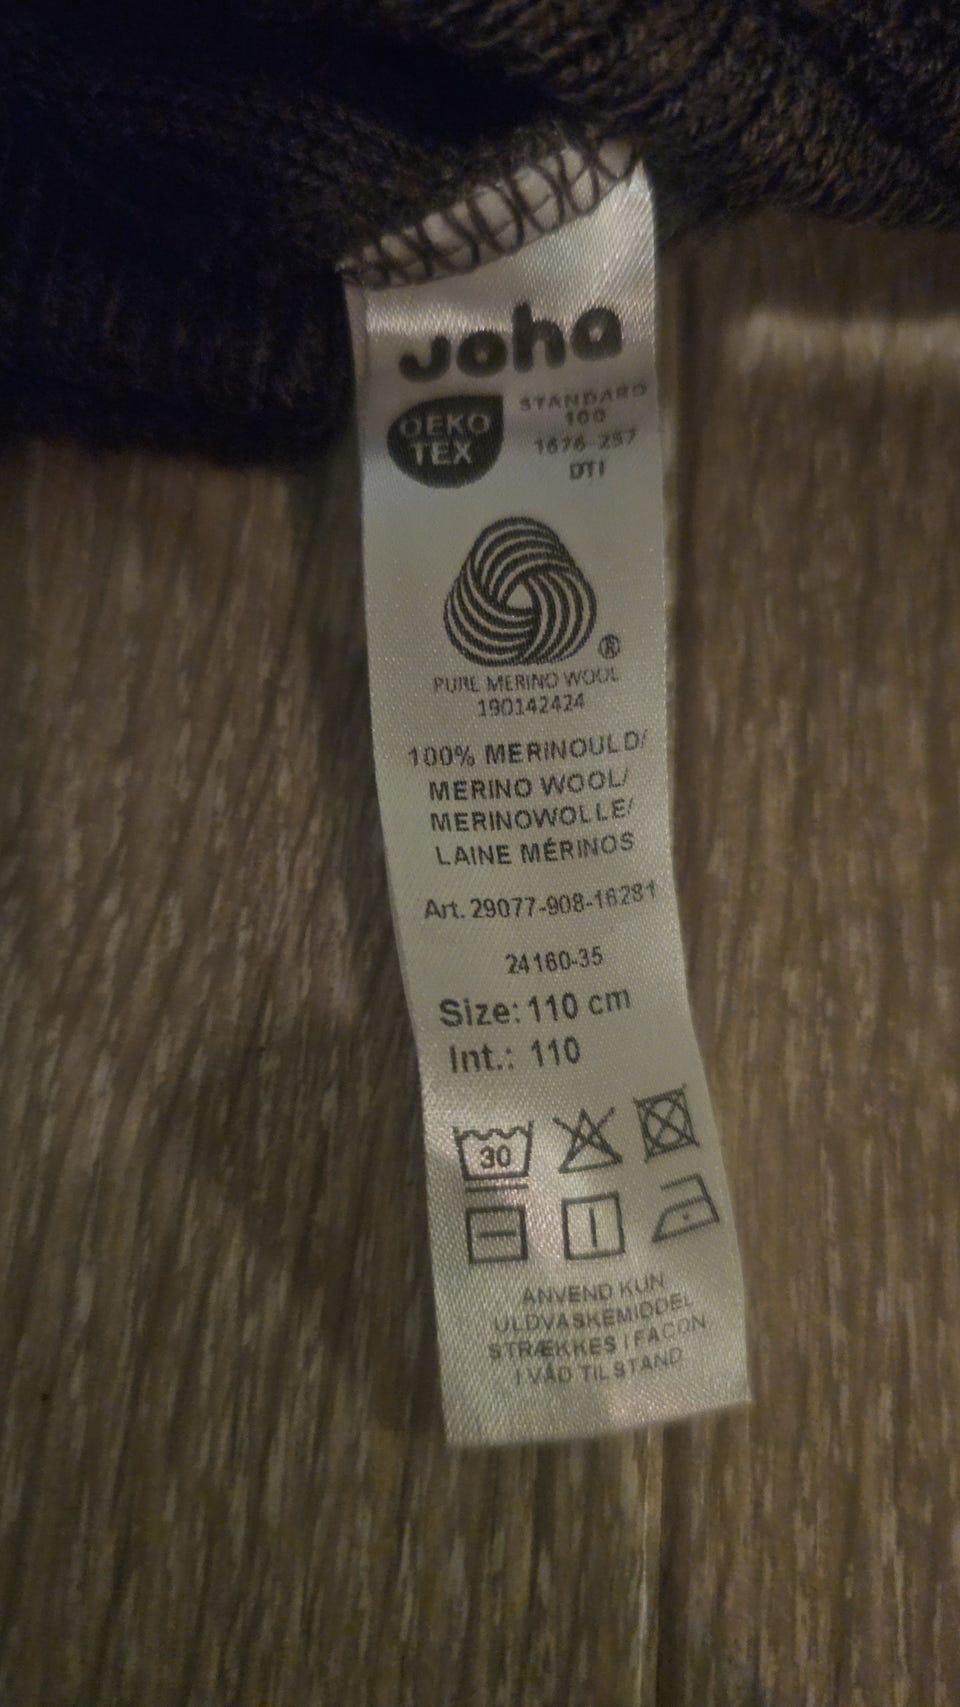 Joha
OEKO
TEX
STANDARD
100
1676-257
DTI
®
PURE MERINO WOOL
190142424
100% MERINOULD/
MERINO WOOL/
MERINOWOLLE/
LAINE MÉRINOS
Art. 29077-908-16281
24160-35
Size: 110 cm
Int.: 110
30
ANVEND KUN
ULDVASKEMIDDEL
STRÆKKES I FACON
I VÅD TILSTAND